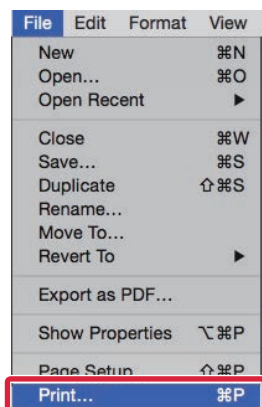 File Edit Format View
New ⌘N
Open... ⌘O
Open Recent ▶
Close ⌘W
Save... ⌘S
Duplicate ⇧⌘S
Rename...
Move To...
Revert To ▶
Export as PDF...
Show Properties ⌥⌘P
Page Setup ⇧⌘P
Print... ⌘P